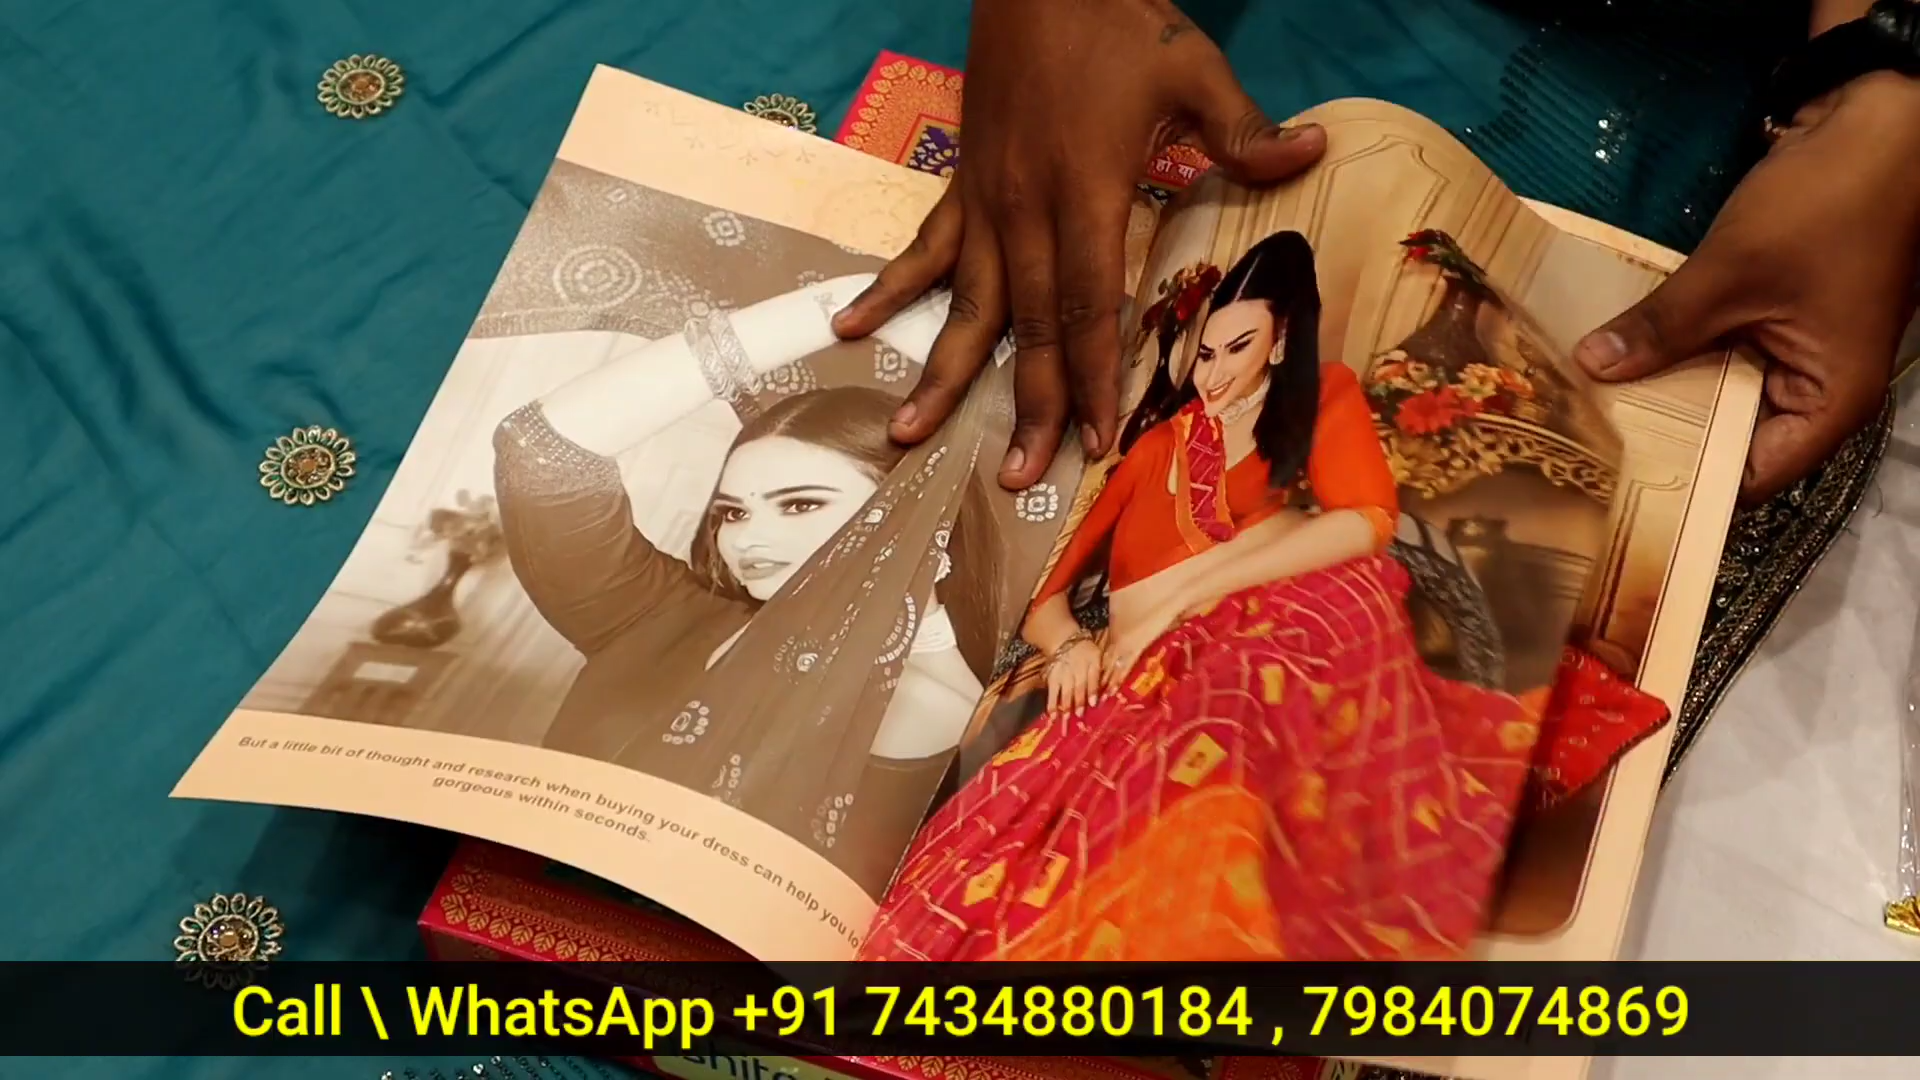 हो या
But a little bit of thought and research when buying your dress can help you lo
gorgeous within seconds.
Call \ WhatsApp +91 7434880184 , 7984074869